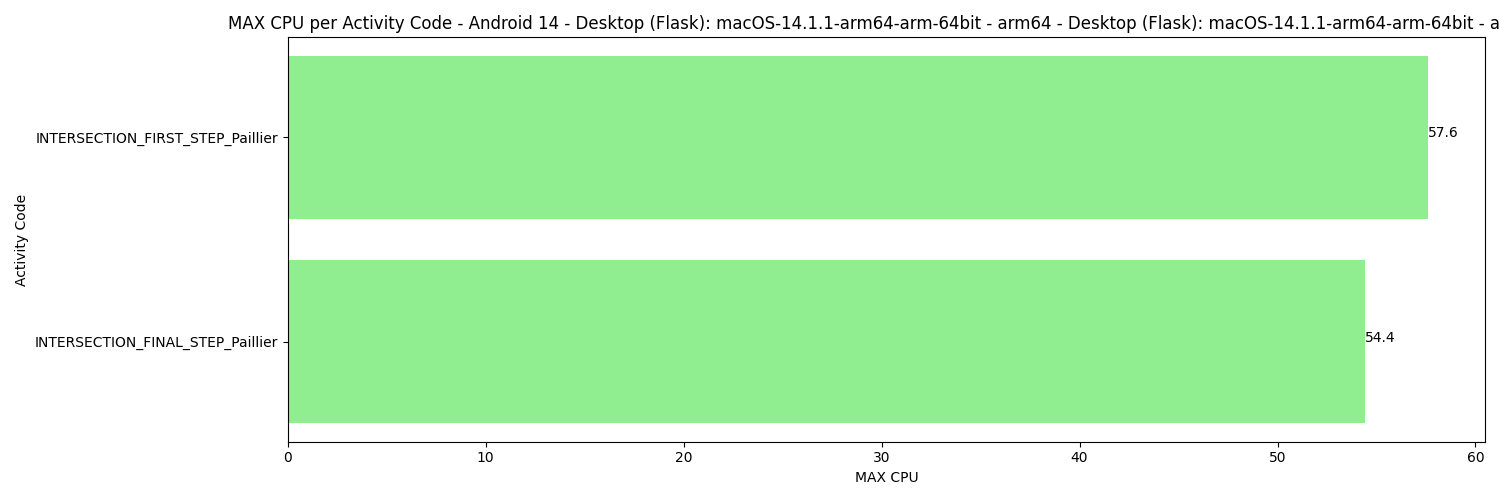 MAX CPU per Activity Code - Android 14 - Desktop (Flask): macOS-14.1.1-arm64-arm-64bit - arm64 - Desktop (Flask): macOS-14.1.1-arm64-arm-64bit - a
INTERSECTION_FIRST_STEP_Paillier
57.6
Activity Code
INTERSECTION_FINAL_STEP_Paillier
54.4
0 10 20 30 40 50 60
MAX CPU